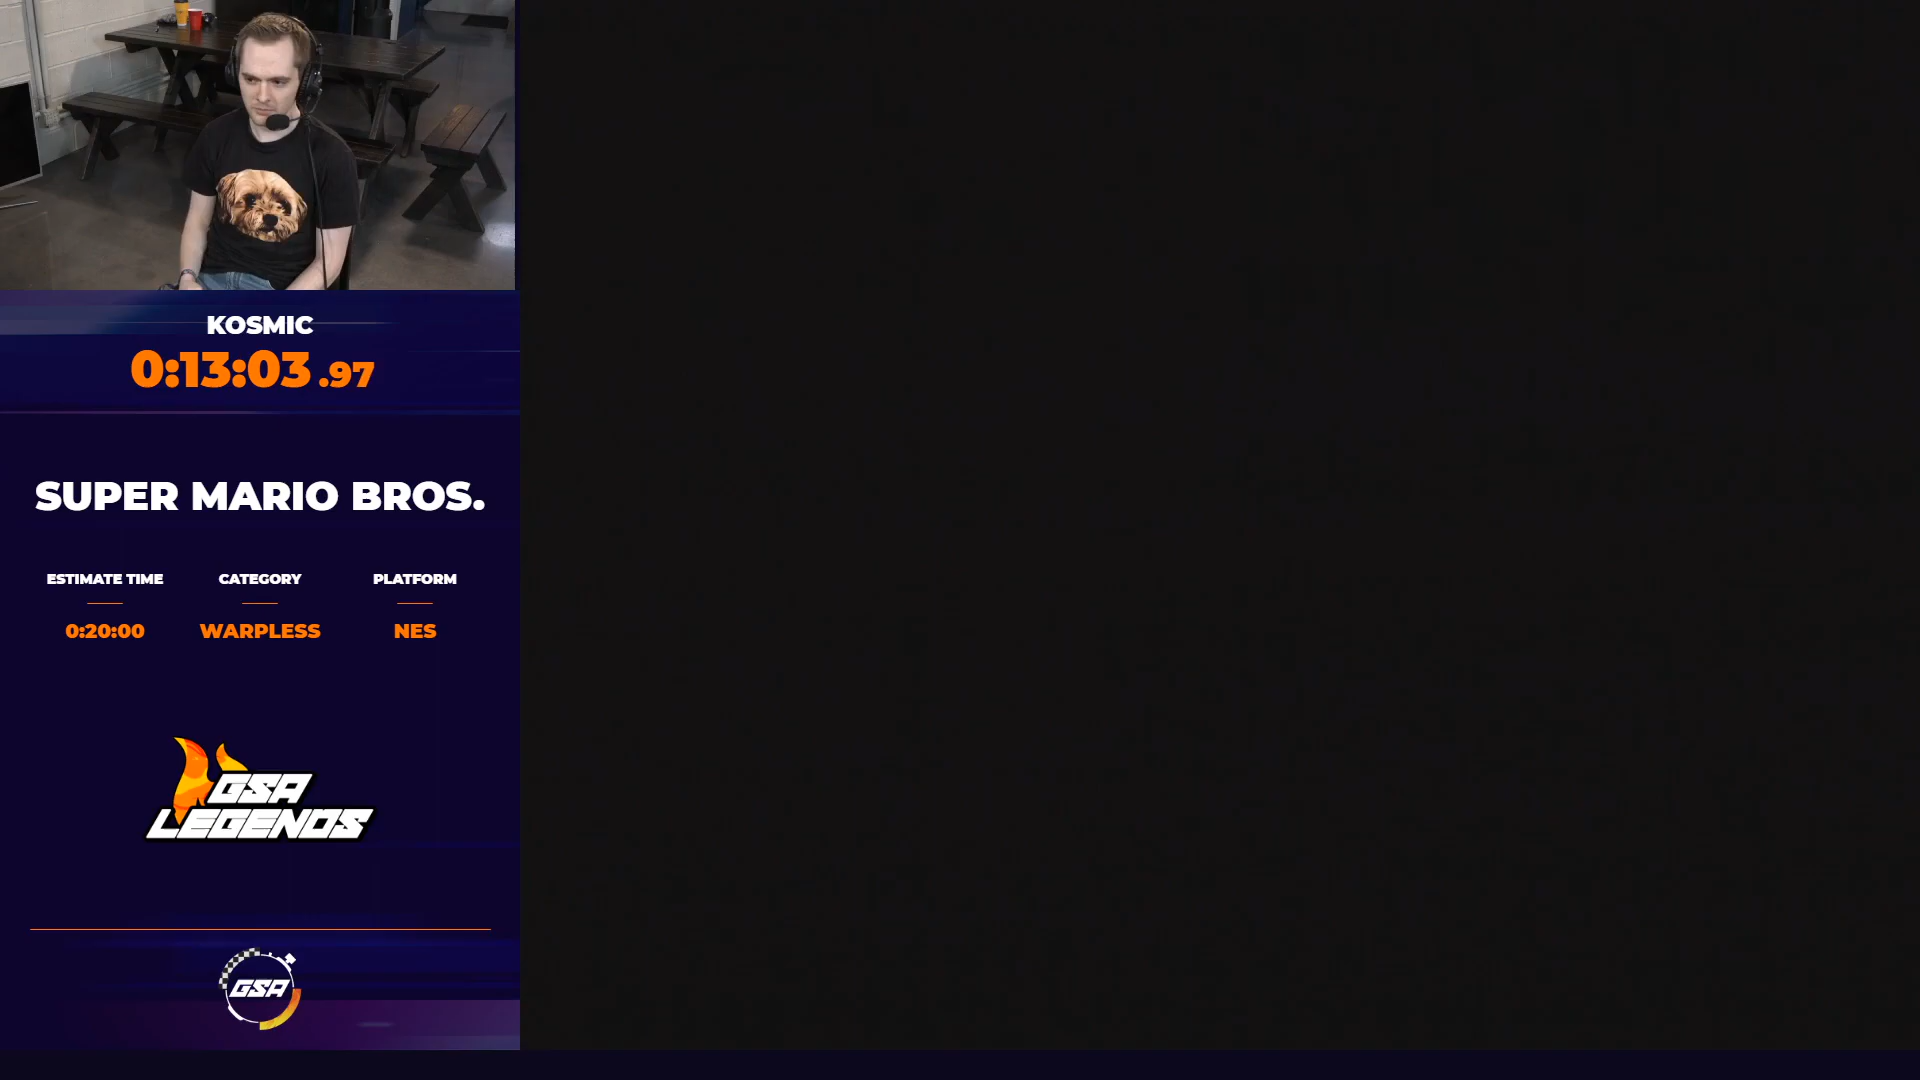 KOSMIC
0:13:03.97
SUPER MARIO BROS.
ESTIMATE TIME CATEGORY PLATFORM
0:20:00 WARPLESS NES
GSA
LEGENDS
GSA